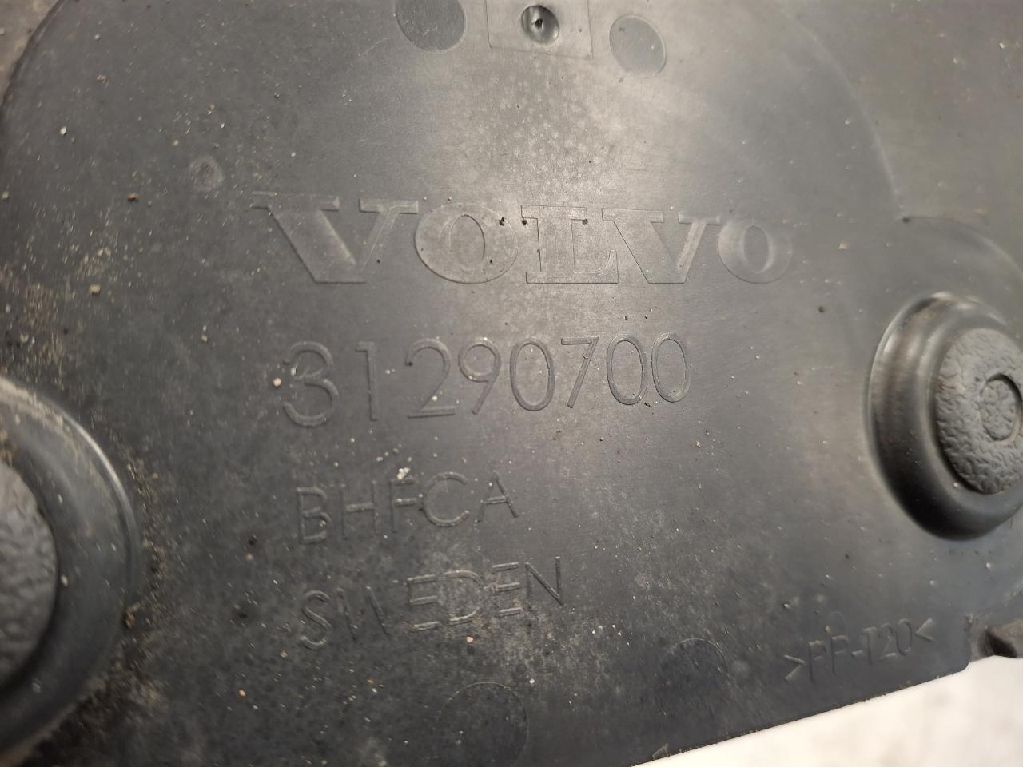 VOLVO
31290700
BHFCA
SWEDEN
>PP-T20<